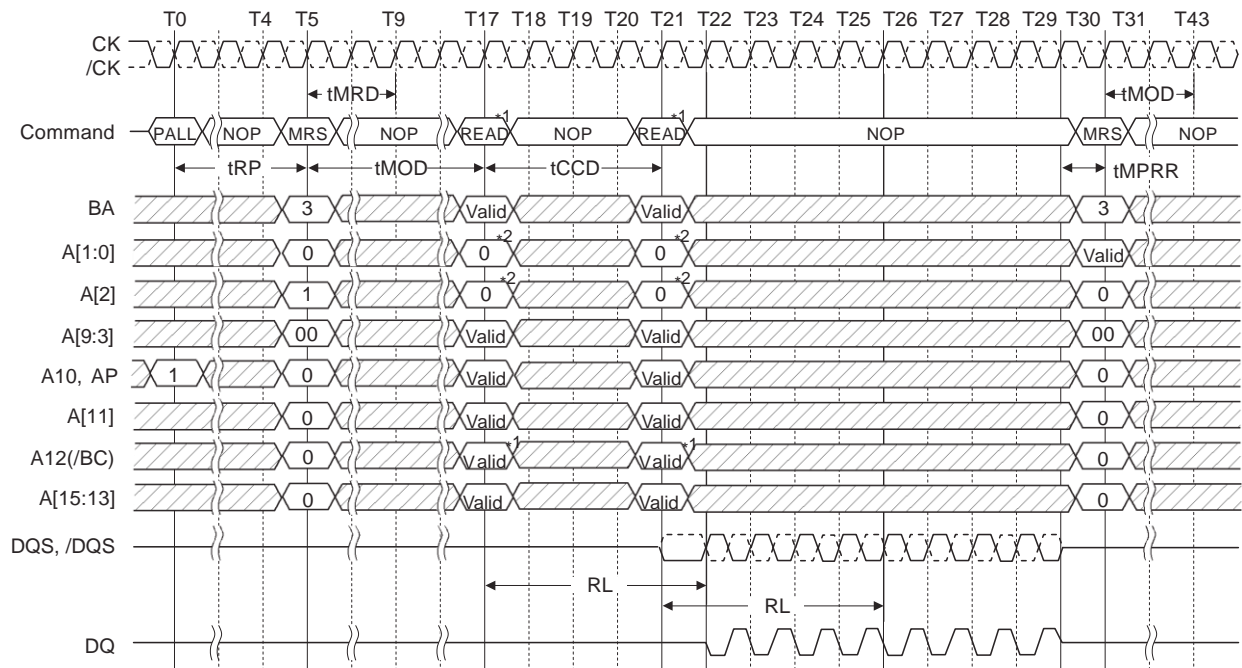 T0 T4 T5 T9 T17 T18 T19 T20 T21 T22 T23 T24 T25 T26 T27 T28 T29 T30 T31 T43
CK
/CK
tMRD tMOD
Command PALL NOP MRS NOP READ*1 NOP READ*1 NOP MRS NOP
tRP tMOD tCCD tMPRR
BA 3 Valid Valid 3
A[1:0] 0 0*2 0*2 Valid
A[2] 1 0*2 0*2 0
A[9:3] 00 Valid Valid 00
A10, AP 1 0 Valid Valid 0
A[11] 0 Valid Valid 0
A12(/BC) 0 Valid*1 Valid*1 0
A[15:13] 0 Valid Valid 0
DQS, /DQS
RL
RL
DQ